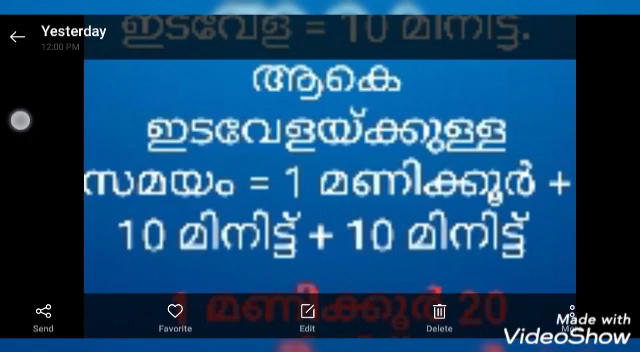 ഇടവേള = 10 മിനിട്ട്.
Yesterday
12:00 PM
ആകെ
ഇടവേളയ്ക്കുള്ള
സമയം = 1 മണിക്കൂർ +
10 മിനിട്ട് + 10 മിനിട്ട്
1 മണിക്കൂർ 20
Send
Favorite
Edit
Delete
Made with
VideoShow